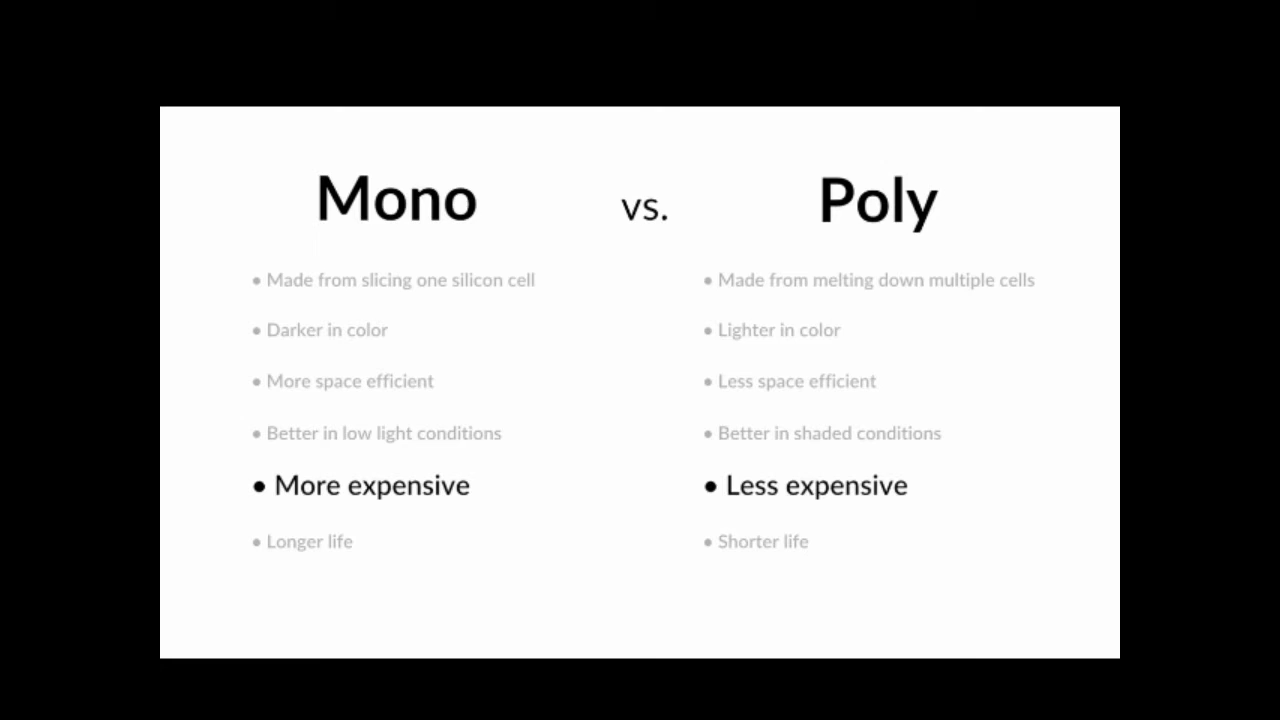 Mono vs. Poly
• Made from slicing one silicon cell
• Darker in color
• More space efficient
• Better in low light conditions
• More expensive
• Longer life
• Made from melting down multiple cells
• Lighter in color
• Less space efficient
• Better in shaded conditions
• Less expensive
• Shorter life